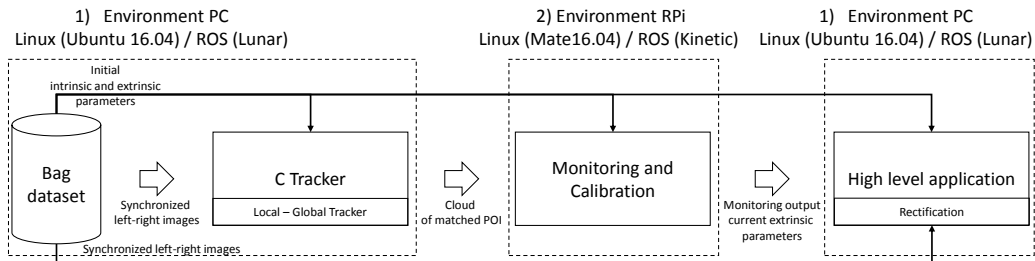 1) Environment PC
Linux (Ubuntu 16.04) / ROS (Lunar)
2) Environment RPi
Linux (Mate16.04) / ROS (Kinetic)
1) Environment PC
Linux (Ubuntu 16.04) / ROS (Lunar)
Initial
intrinsic and extrinsic
parameters
Bag
dataset
Synchronized
left-right images
C Tracker
Local – Global Tracker
Cloud
of matched POI
Monitoring and
Calibration
Monitoring output
current extrinsic
parameters
High level application
Rectification
Synchronized left-right images